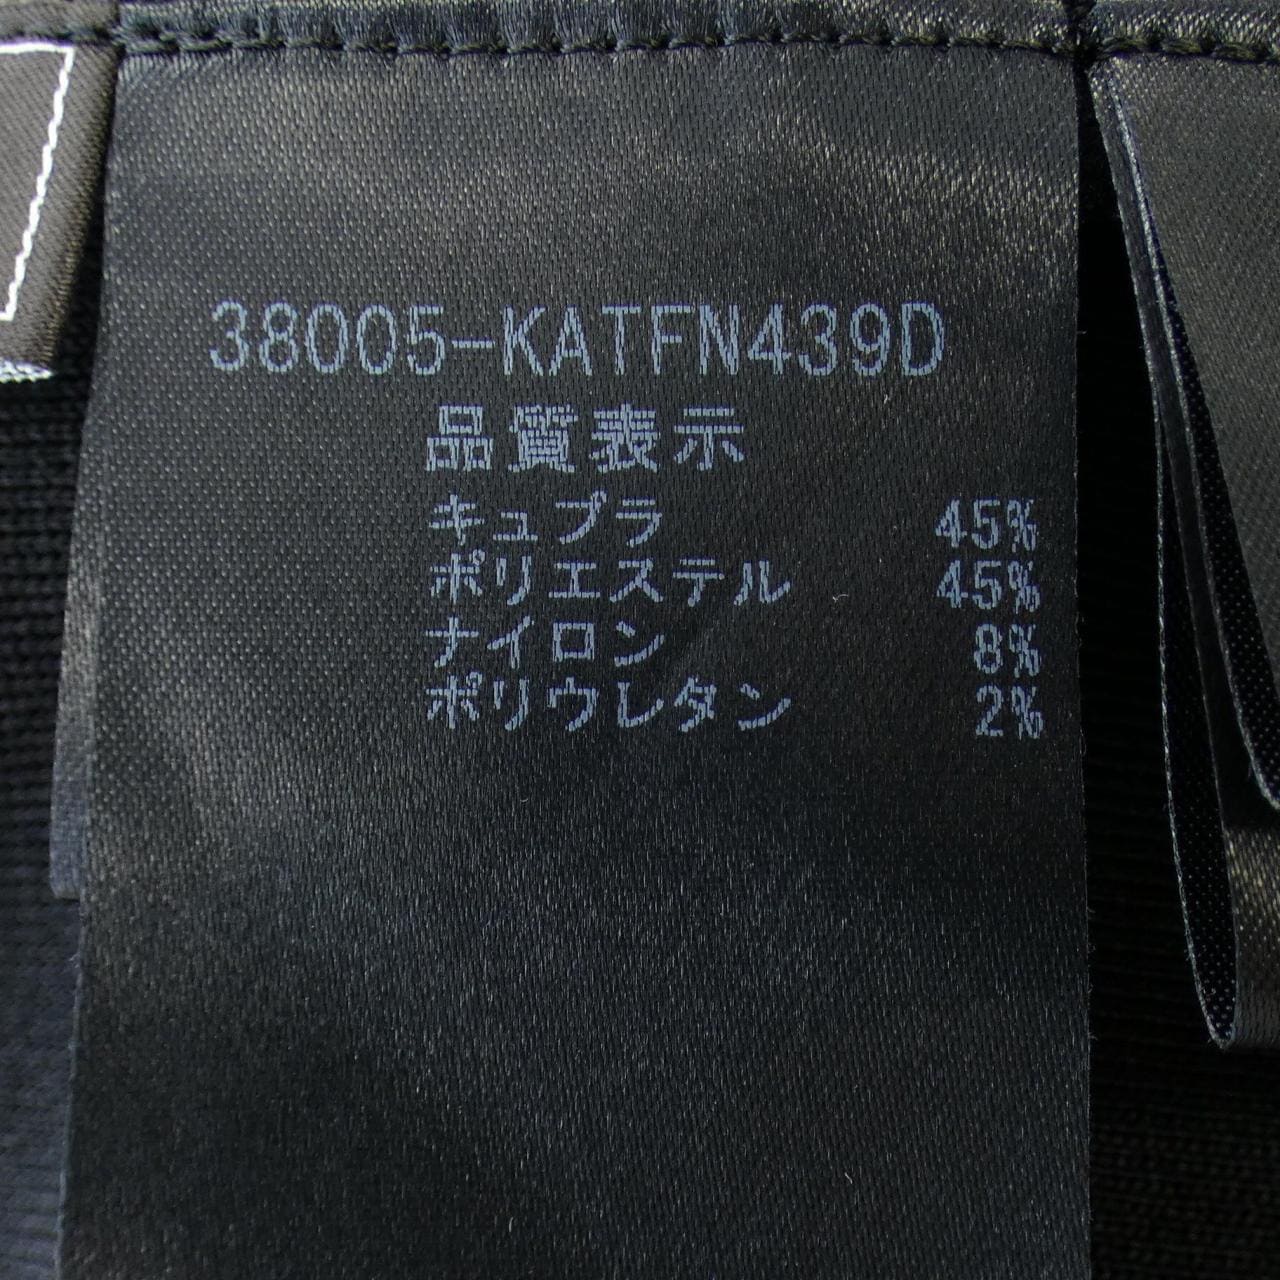 38005-KATFN439D
品質表示
キュプラ 45%
ポリエステル 45%
ナイロン 8%
ポリウレタン 2%